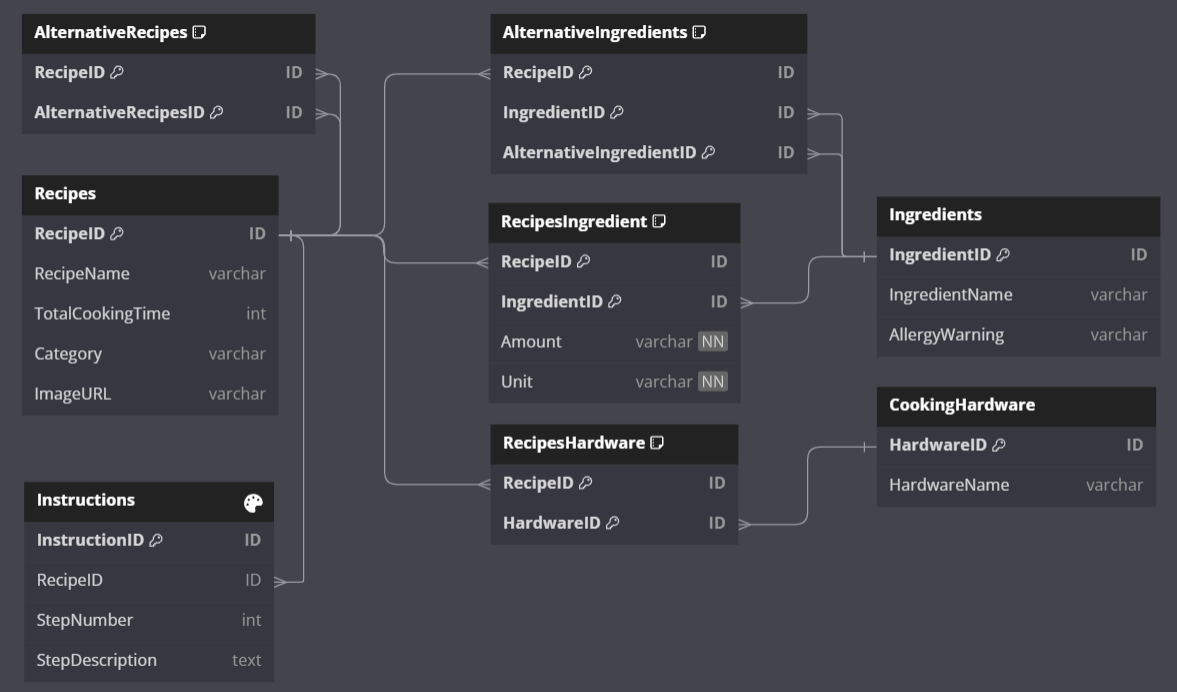 AlternativeRecipes
RecipeID ID
AlternativeRecipesID ID
Recipes
RecipeID ID
RecipeName varchar
TotalCookingTime int
Category varchar
ImageURL varchar
Instructions
InstructionID ID
RecipeID ID
StepNumber int
StepDescription text
AlternativeIngredients
RecipeID ID
IngredientID ID
AlternativeIngredientID ID
RecipesIngredient
RecipeID ID
IngredientID ID
Amount varchar NN
Unit varchar NN
RecipesHardware
RecipeID ID
HardwareID ID
Ingredients
IngredientID ID
IngredientName varchar
AllergyWarning varchar
CookingHardware
HardwareID ID
HardwareName varchar